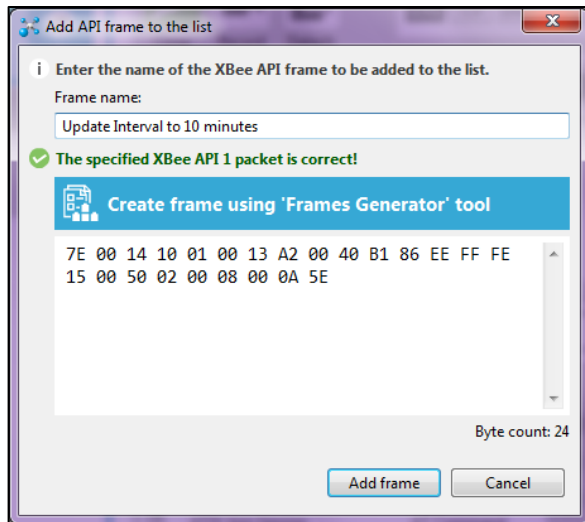 Add API frame to the list
Enter the name of the XBee API frame to be added to the list.
Frame name:
Update Interval to 10 minutes
The specified XBee API 1 packet is correct!
Create frame using 'Frames Generator' tool
7E 00 14 10 01 00 13 A2 00 40 B1 86 EE FF FE
15 00 50 02 00 08 00 0A 5E
Byte count: 24
Add frame
Cancel